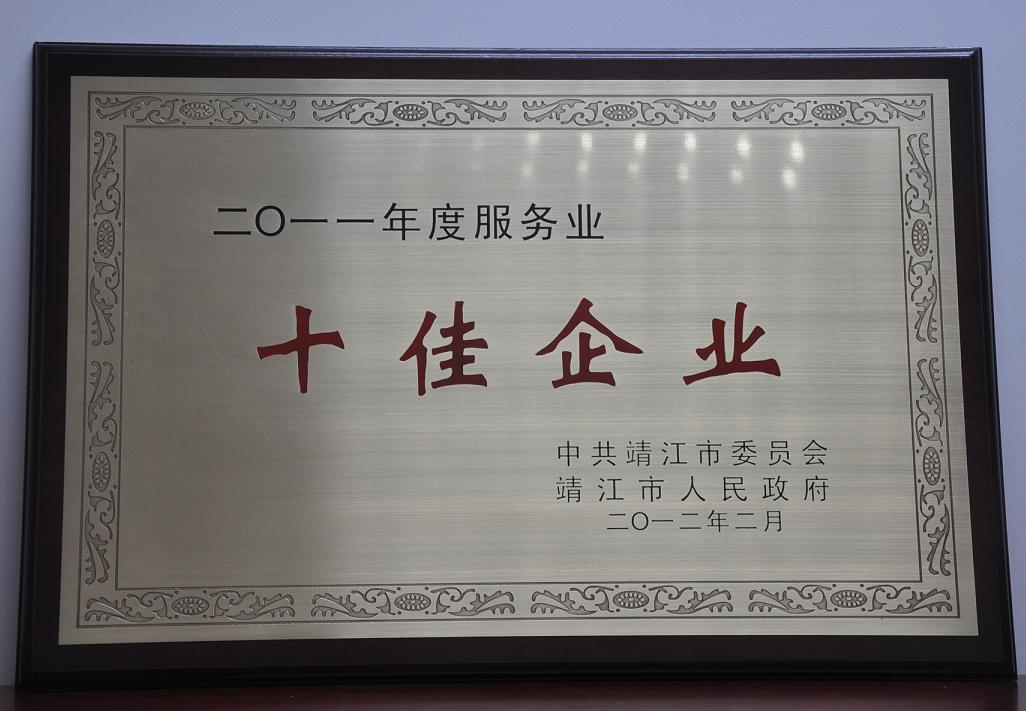 二〇一一年度服务业
十佳企业
中共靖江市委员会
靖江市人民政府
二〇一二年二月